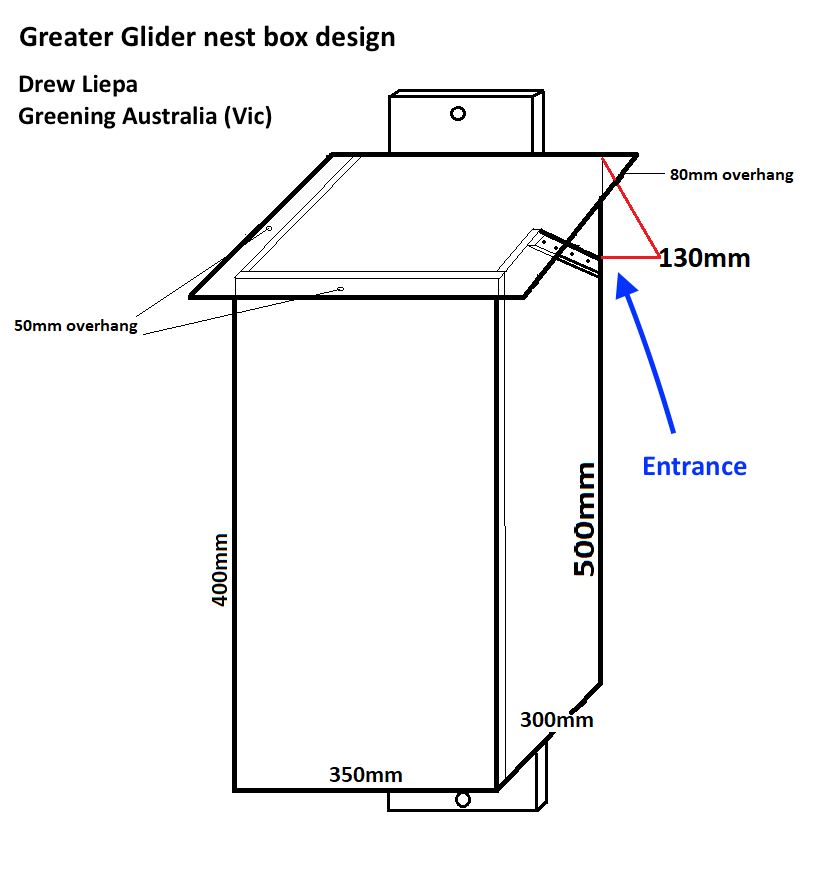 Greater Glider nest box design
Drew Liepa
Greening Australia (Vic)
80mm overhang
130mm
50mm overhang
Entrance
500mm
400mm
300mm
350mm